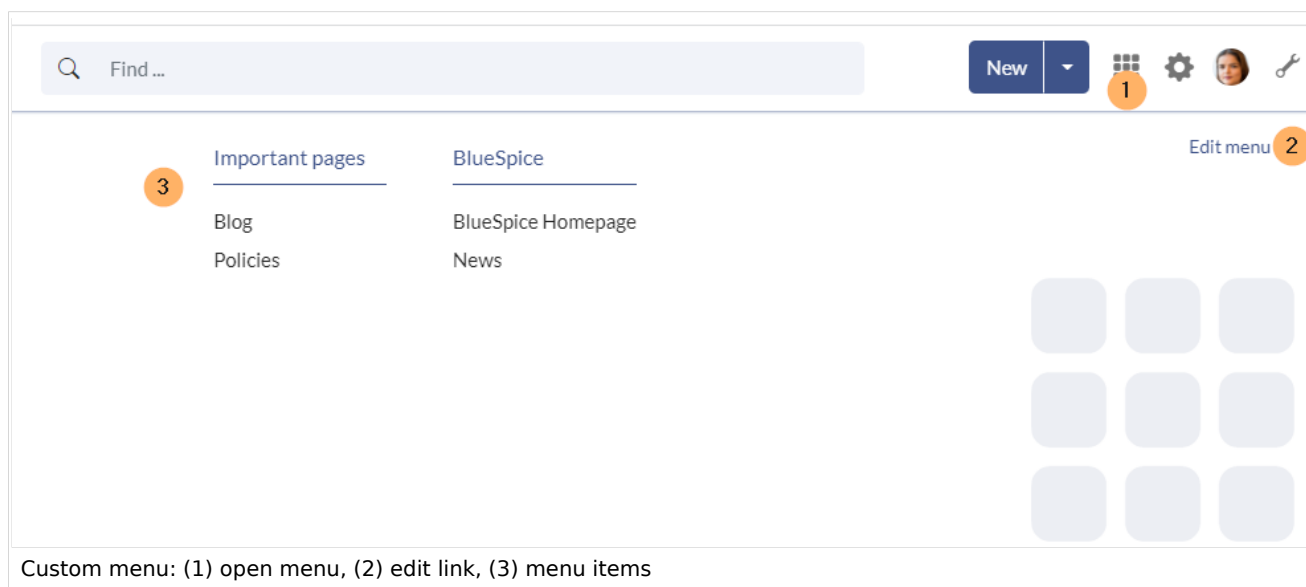 Find ...
New
1
Edit menu 2
Important pages BlueSpice
3
Blog BlueSpice Homepage
Policies News
Custom menu: (1) open menu, (2) edit link, (3) menu items